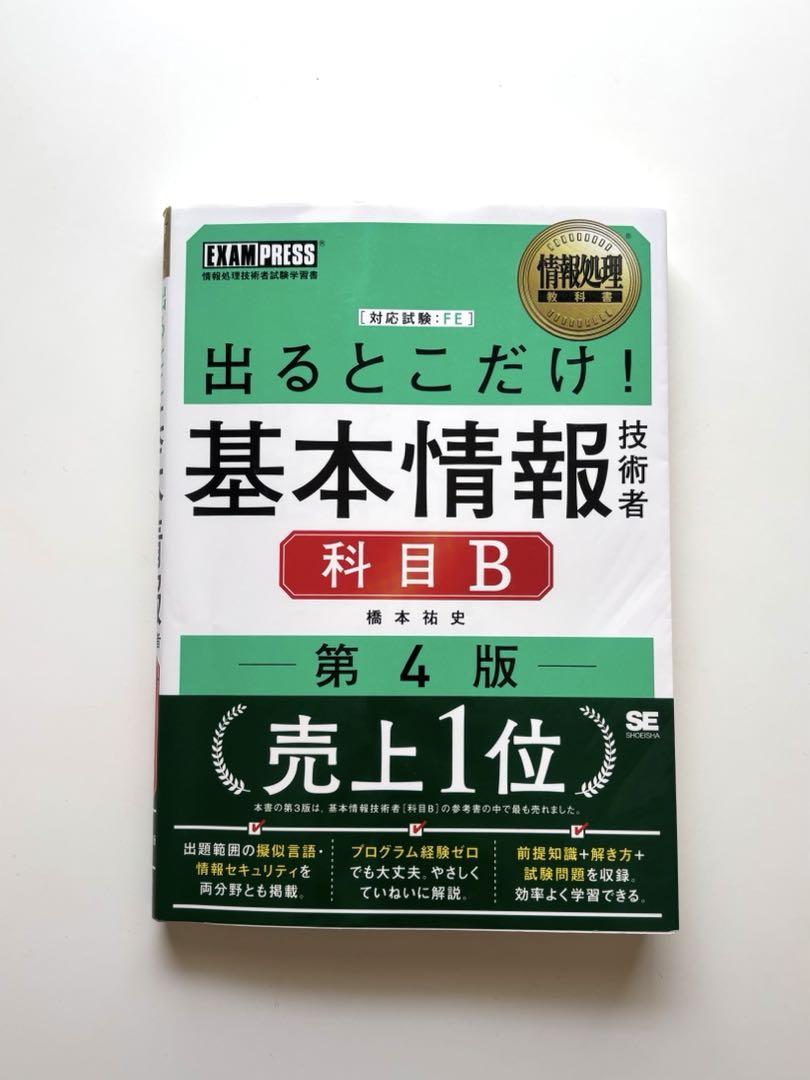 EXAMPRESS®
情報処理技術者試験学習書
情報処理
教科書
®
[対応試験:FE]
出るとこだけ!
基本情報技術者
科目B
橋本祐史
第4版
売上1位
SE
SHOEISHA
本書の第3版は、基本情報技術者[科目B]の参考書の中で最も売れました。
出題範囲の擬似言語・
情報セキュリティを
両分野とも掲載。
プログラム経験ゼロ
でも大丈夫。やさしく
ていねいに解説。
前提知識+解き方+
試験問題を収録。
効率よく学習できる。